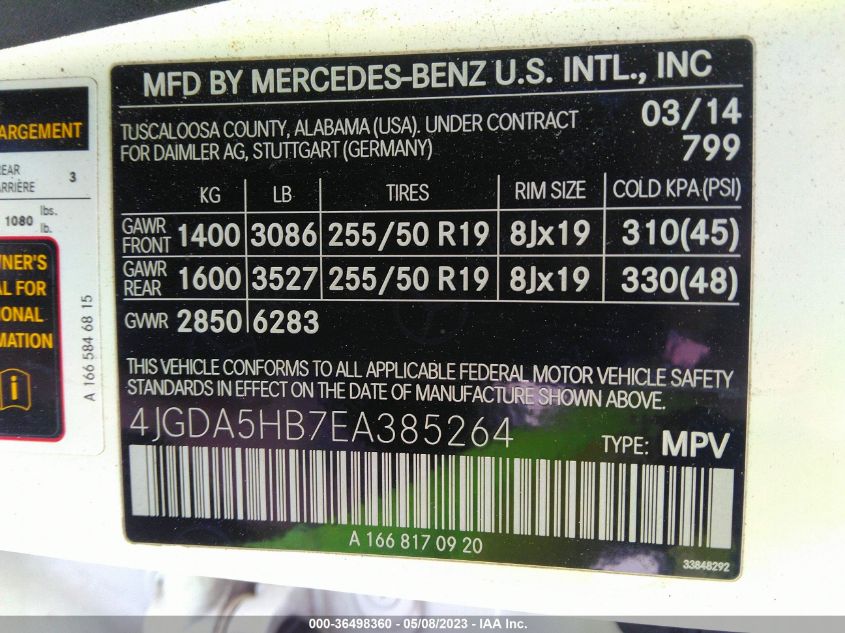 ARGEMENT
REAR
ARRIÈRE 3
1080 lbs.
lb.
WNER'S
AL FOR
IONAL
MATION
A 166 584 68 15
MFD BY MERCEDES-BENZ U.S. INTL., INC
TUSCALOOSA COUNTY, ALABAMA (USA). UNDER CONTRACT
FOR DAIMLER AG, STUTTGART (GERMANY)
03/14
799
KG LB TIRES RIM SIZE COLD KPA (PSI)
GAWR FRONT 1400 3086 255/50 R19 8Jx19 310(45)
GAWR REAR 1600 3527 255/50 R19 8Jx19 330(48)
GVWR 2850 6283
THIS VEHICLE CONFORMS TO ALL APPLICABLE FEDERAL MOTOR VEHICLE SAFETY
STANDARDS IN EFFECT ON THE DATE OF MANUFACTURE SHOWN ABOVE.
4JGDA5HB7EA385264
TYPE: MPV
A 166 817 09 20
33848292
000-36498360 - 05/08/2023 - IAA Inc.